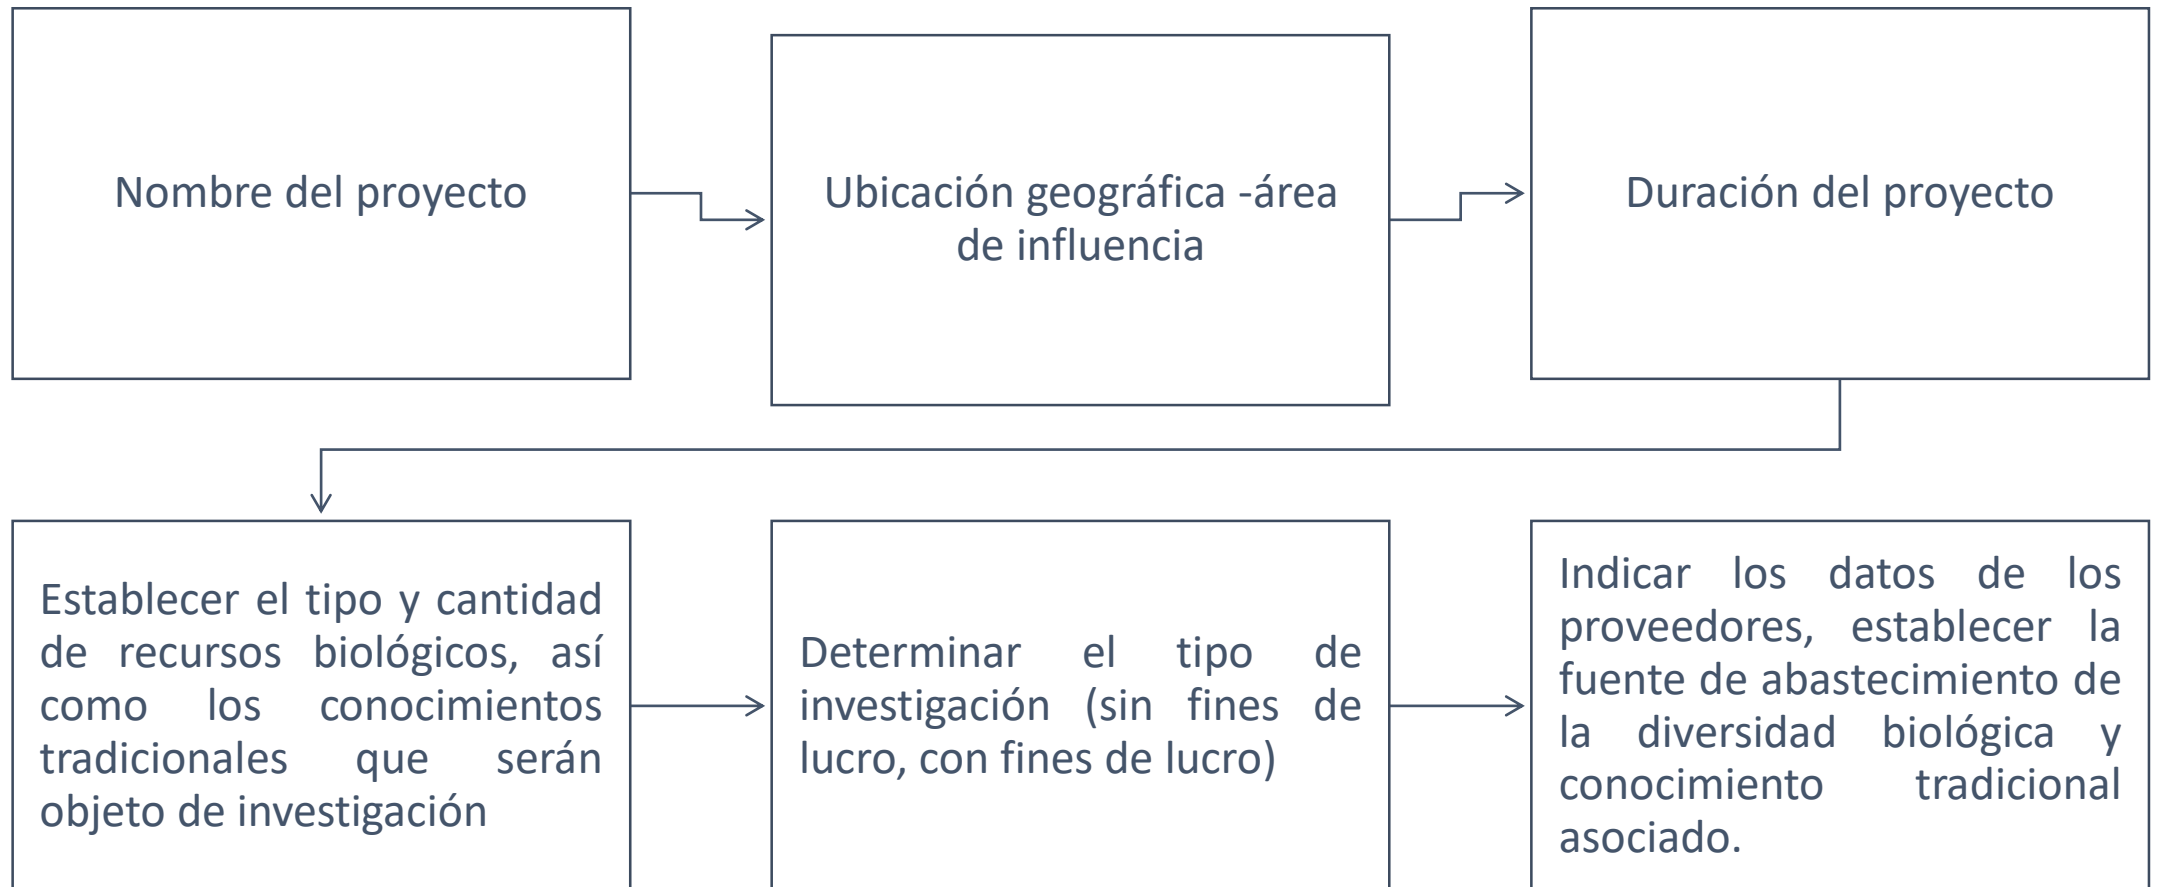 Nombre del proyecto
Ubicación geográfica -área
de influencia
Duración del proyecto
Establecer el tipo y cantidad
de recursos biológicos, así
como los conocimientos
tradicionales que serán
objeto de investigación
Determinar el tipo de
investigación (sin fines de
lucro, con fines de lucro)
Indicar los datos de los
proveedores, establecer la
fuente de abastecimiento de
la diversidad biológica y
conocimiento tradicional
asociado.